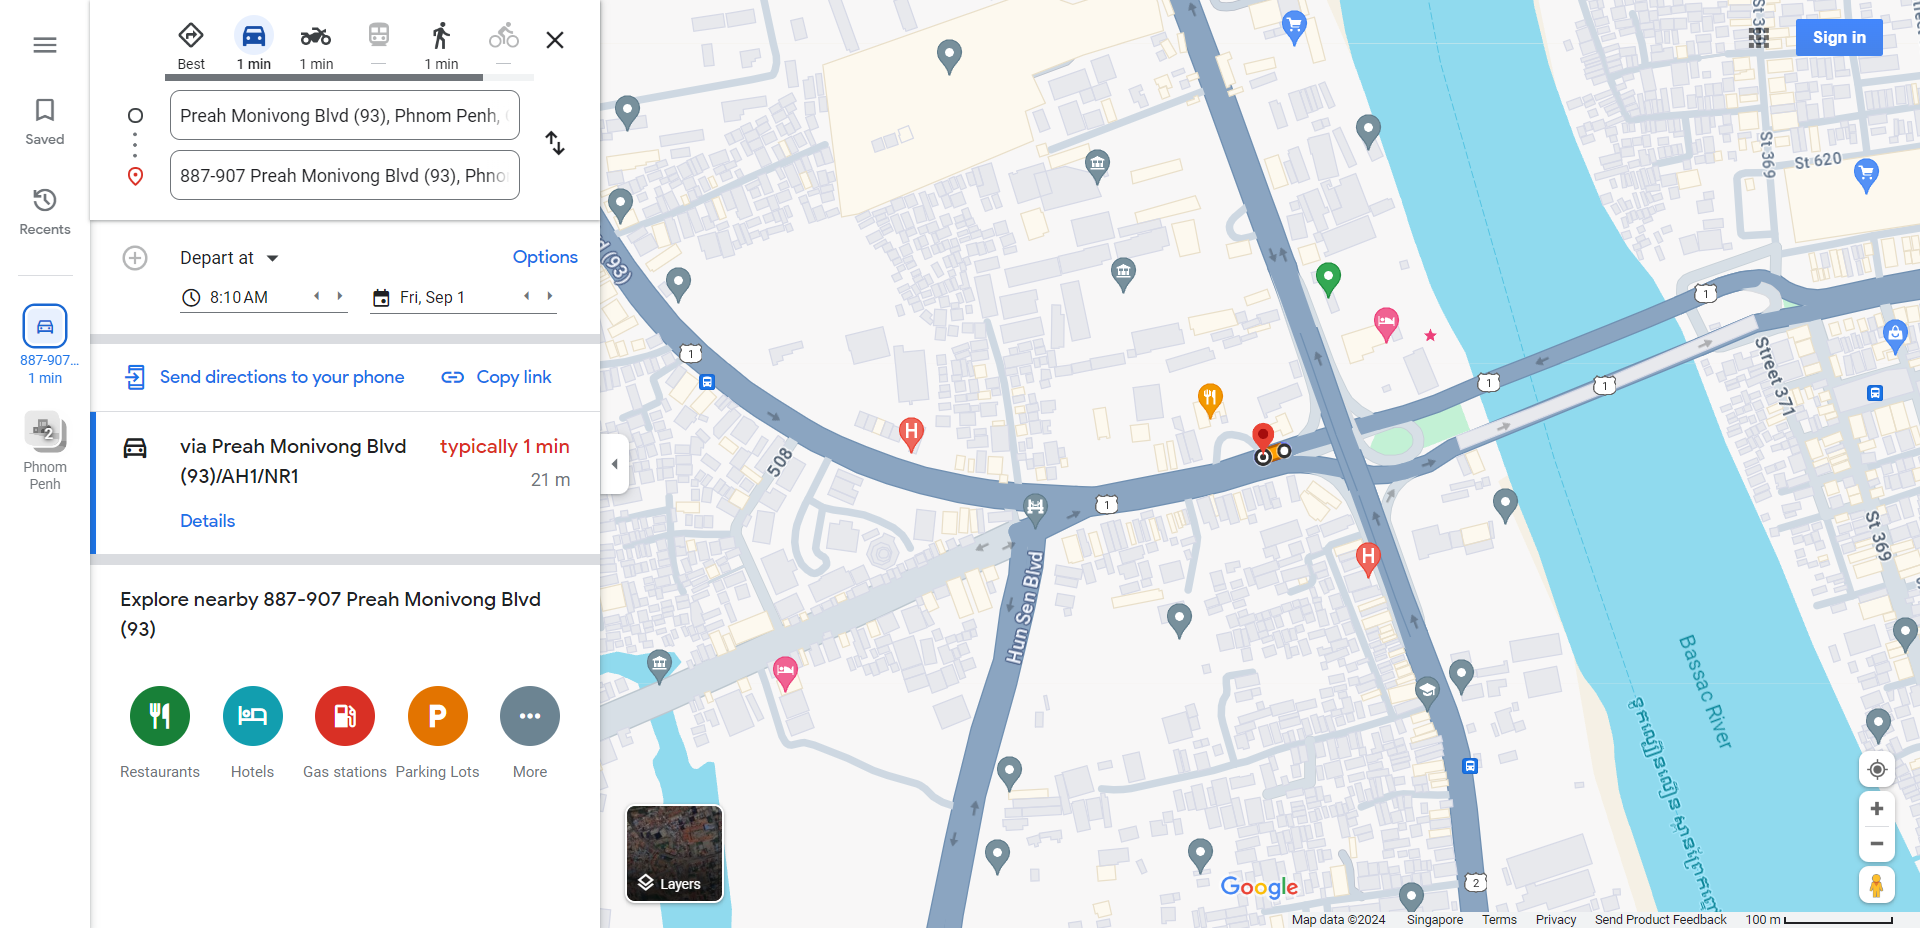 Best
1 min
1 min
1 min
Sign in
Preah Monivong Blvd (93), Phnom Penh,
887-907 Preah Monivong Blvd (93), Phno
Saved
Recents
887-907...
1 min
2
Phnom
Penh
Depart at
Options
8:10 AM
Fri, Sep 1
Send directions to your phone
Copy link
via Preah Monivong Blvd
(93)/AH1/NR1
typically 1 min
21 m
Details
Explore nearby 887-907 Preah Monivong Blvd
(93)
P
Restaurants
Hotels
Gas stations
Parking Lots
More
Layers
d (93)
1
508
H
1
Hun Sen Blvd
H
1
1
1
St 369
St 620
Street 371
St 369
Bassac River
2
Google
Map data ©2024
Singapore
Terms
Privacy
Send Product Feedback
100 m